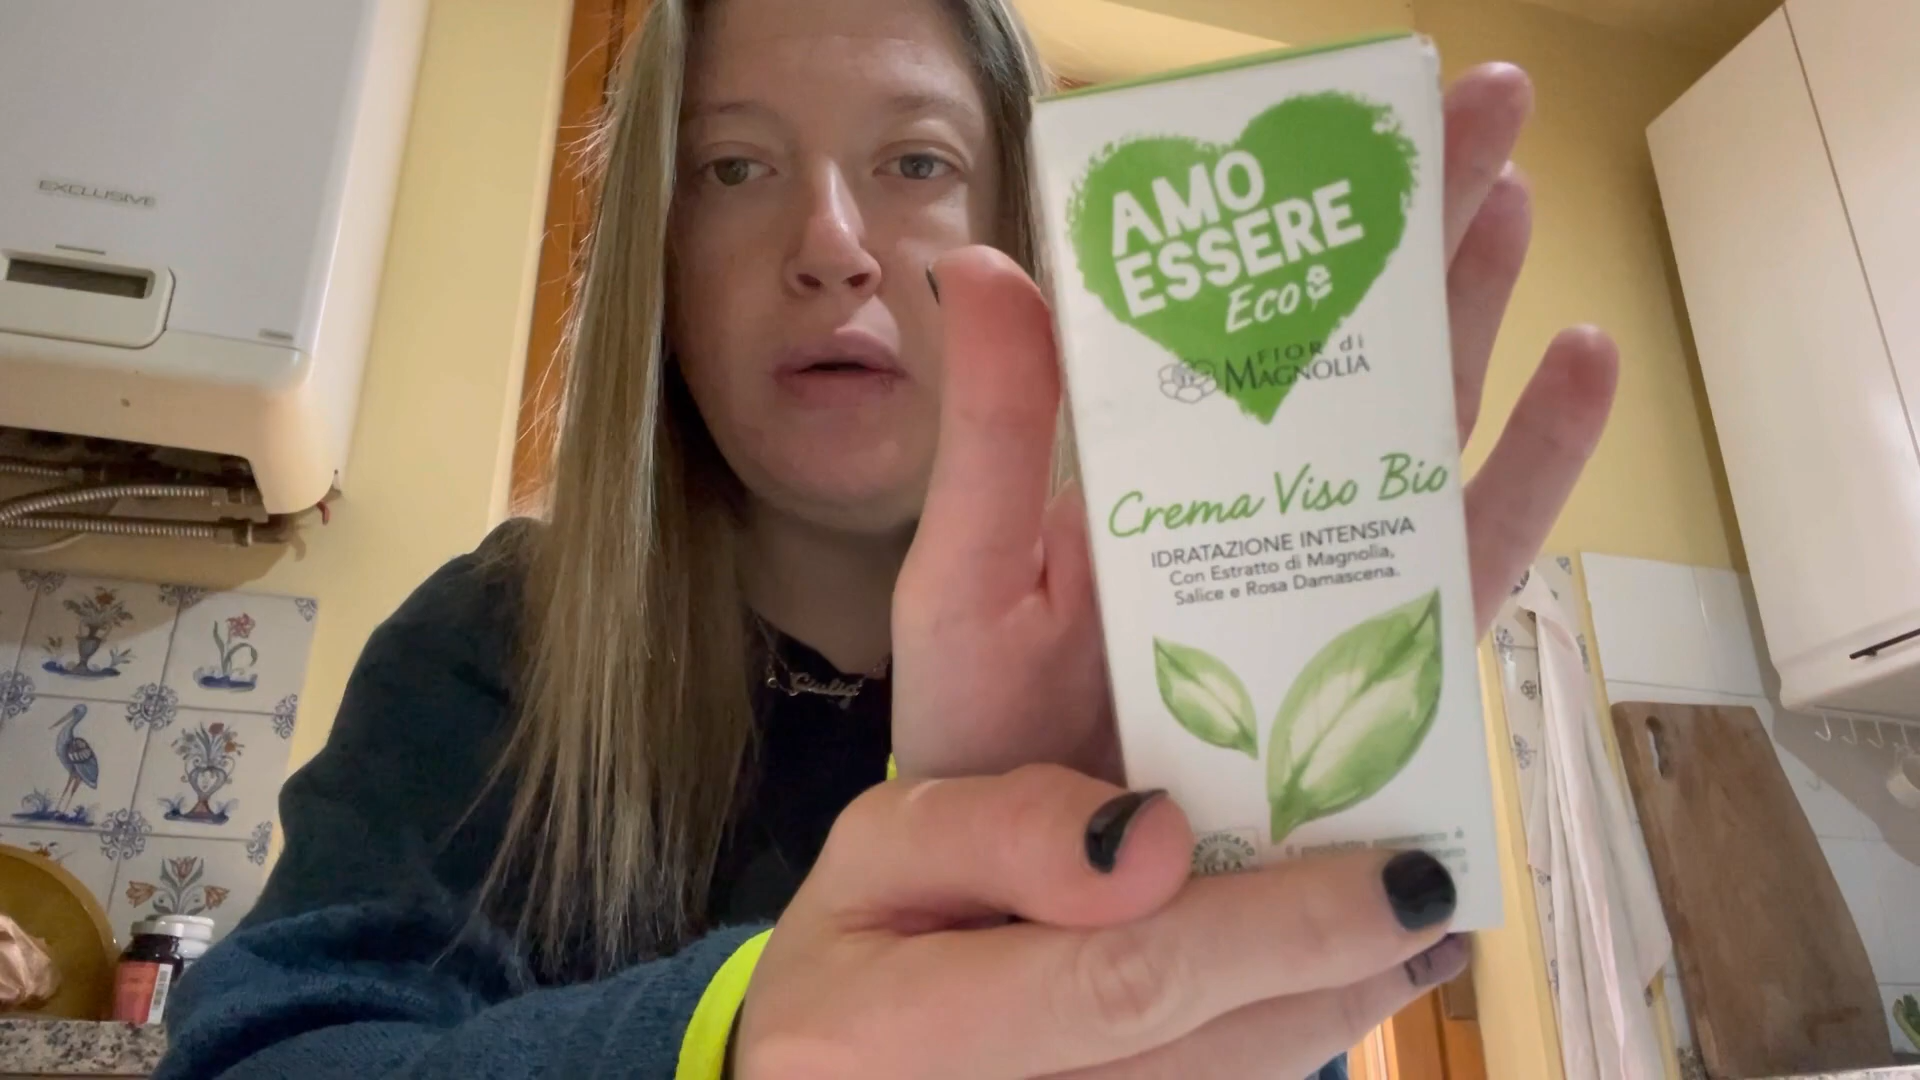 EXCLUSIVE
AMO
ESSERE
Eco
FIOR di
MAGNOLIA
Crema Viso Bio
IDRATAZIONE INTENSIVA
Con Estratto di Magnolia,
Salice e Rosa Damascena.
Giulia